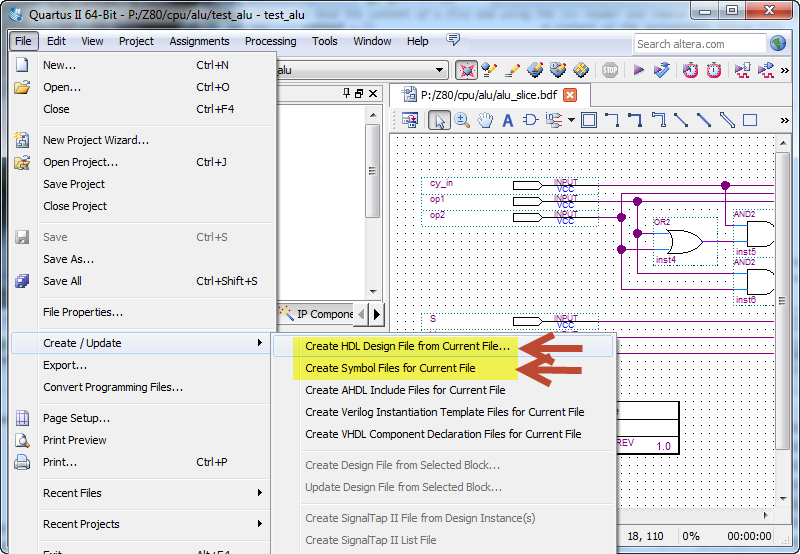 Quartus II 64-Bit - P:/Z80/cpu/alu/test_alu - test_alu
File Edit View Project Assignments Processing Tools Window Help
Search altera.com
New... Ctrl+N
Open... Ctrl+O
Close Ctrl+F4
New Project Wizard...
Open Project... Ctrl+J
Save Project
Close Project
Save Ctrl+S
Save As...
Save All Ctrl+Shift+S
File Properties...
Create / Update
Export...
Convert Programming Files...
Page Setup...
Print Preview
Print... Ctrl+P
Recent Files
Recent Projects
Exit Alt+F4
alu
STOP
IP Compone
P:/Z80/cpu/alu/alu_slice.bdf
cy_in INPUT
VCC
op1 INPUT
VCC
op2 INPUT
VCC
OR2
inst4
AND2
inst5
AND2
inst6
S INPUT
VCC
Create HDL Design File from Current File...
Create Symbol Files for Current File
Create AHDL Include Files for Current File
Create Verilog Instantiation Template Files for Current File
Create VHDL Component Declaration Files for Current File
Create Design File from Selected Block...
Update Design File from Selected Block...
Create SignalTap II File from Design Instance(s)
Create SignalTap II List File
REV 1.0
18, 110 0% 00:00:00